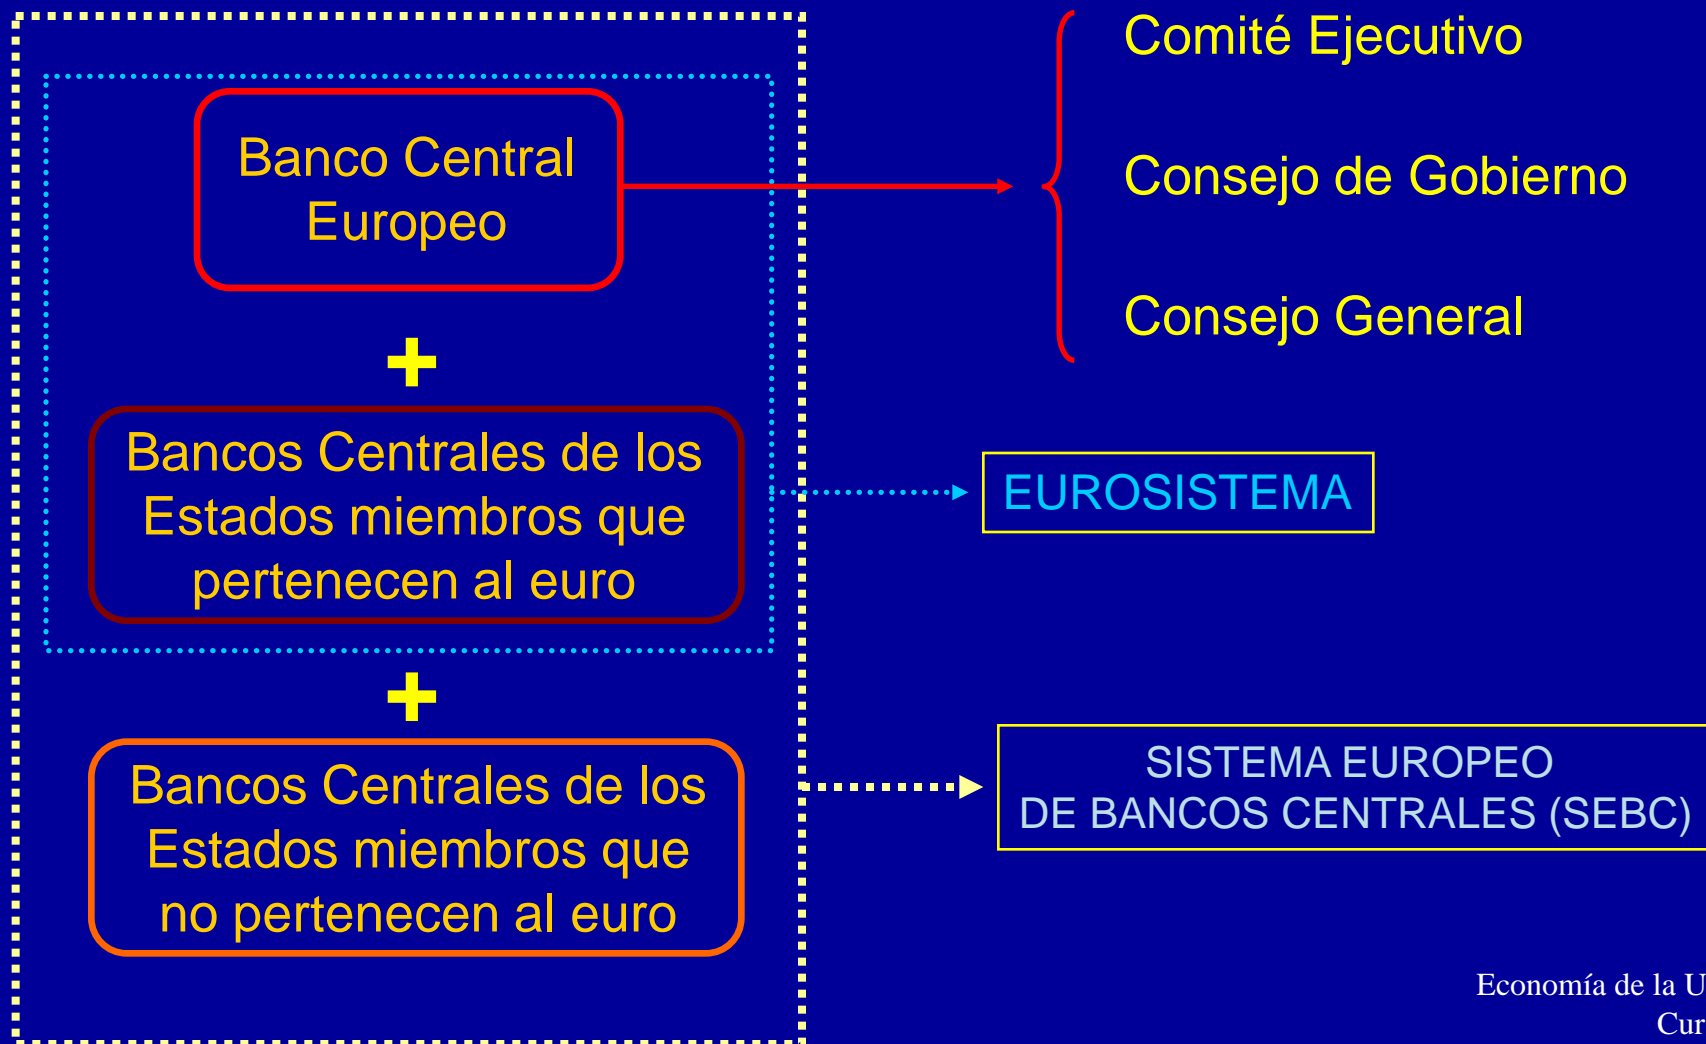 Banco Central
Europeo
Comité Ejecutivo
Consejo de Gobierno
Consejo General
+
Bancos Centrales de los
Estados miembros que
pertenecen al euro
EUROSISTEMA
+
Bancos Centrales de los
Estados miembros que
no pertenecen al euro
SISTEMA EUROPEO
DE BANCOS CENTRALES (SEBC)
Economía de la U
Cur